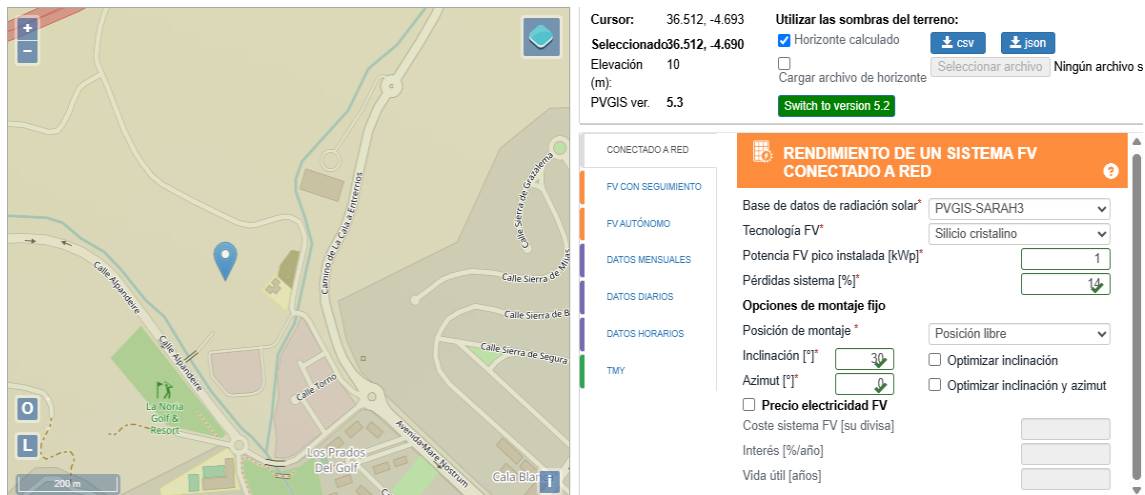 +
−
Calle Alpandeire
Calle Alpandeire
La Noria
Golf &
Resort
Camino de La Cala a Entrerríos
Calle Torno
Calle Sierra de Grazalema
Calle Sierra de Mijas
Calle Sierra de B
Calle Sierra de Segura
Avenida Mare Nostrum
Los Prados
Del Golf
Cala Blan
O
L
i
200 m
Cursor: 36.512, -4.693
Seleccionado36.512, -4.690
Elevación 10
(m):
PVGIS ver. 5.3
Utilizar las sombras del terreno:
Horizonte calculado
csv json
Cargar archivo de horizonte
Seleccionar archivo Ningún archivo s
Switch to version 5.2
CONECTADO A RED
FV CON SEGUIMIENTO
FV AUTÓNOMO
DATOS MENSUALES
DATOS DIARIOS
DATOS HORARIOS
TMY
RENDIMIENTO DE UN SISTEMA FV
CONECTADO A RED
?
Base de datos de radiación solar* PVGIS-SARAH3
Tecnología FV* Silicio cristalino
Potencia FV pico instalada [kWp]* 1
Pérdidas sistema [%]* 14
Opciones de montaje fijo
Posición de montaje * Posición libre
Inclinación [°]* 30 Optimizar inclinación
Azimut [°]* 0 Optimizar inclinación y azimut
Precio electricidad FV
Coste sistema FV [su divisa]
Interés [%/año]
Vida útil [años]